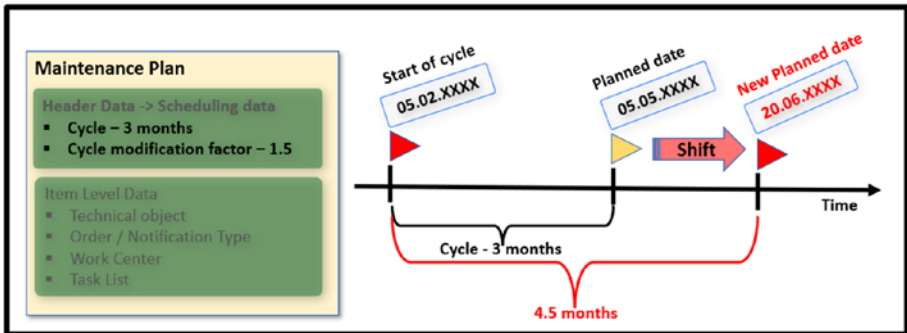 Maintenance Plan
Header Data -> Scheduling data
▪ Cycle – 3 months
▪ Cycle modification factor – 1.5
Item Level Data
▪ Technical object
▪ Order / Notification Type
▪ Work Center
▪ Task List
Start of cycle
05.02.XXXX
Planned date
05.05.XXXX
New Planned date
20.06.XXXX
Shift
Time
Cycle - 3 months
4.5 months